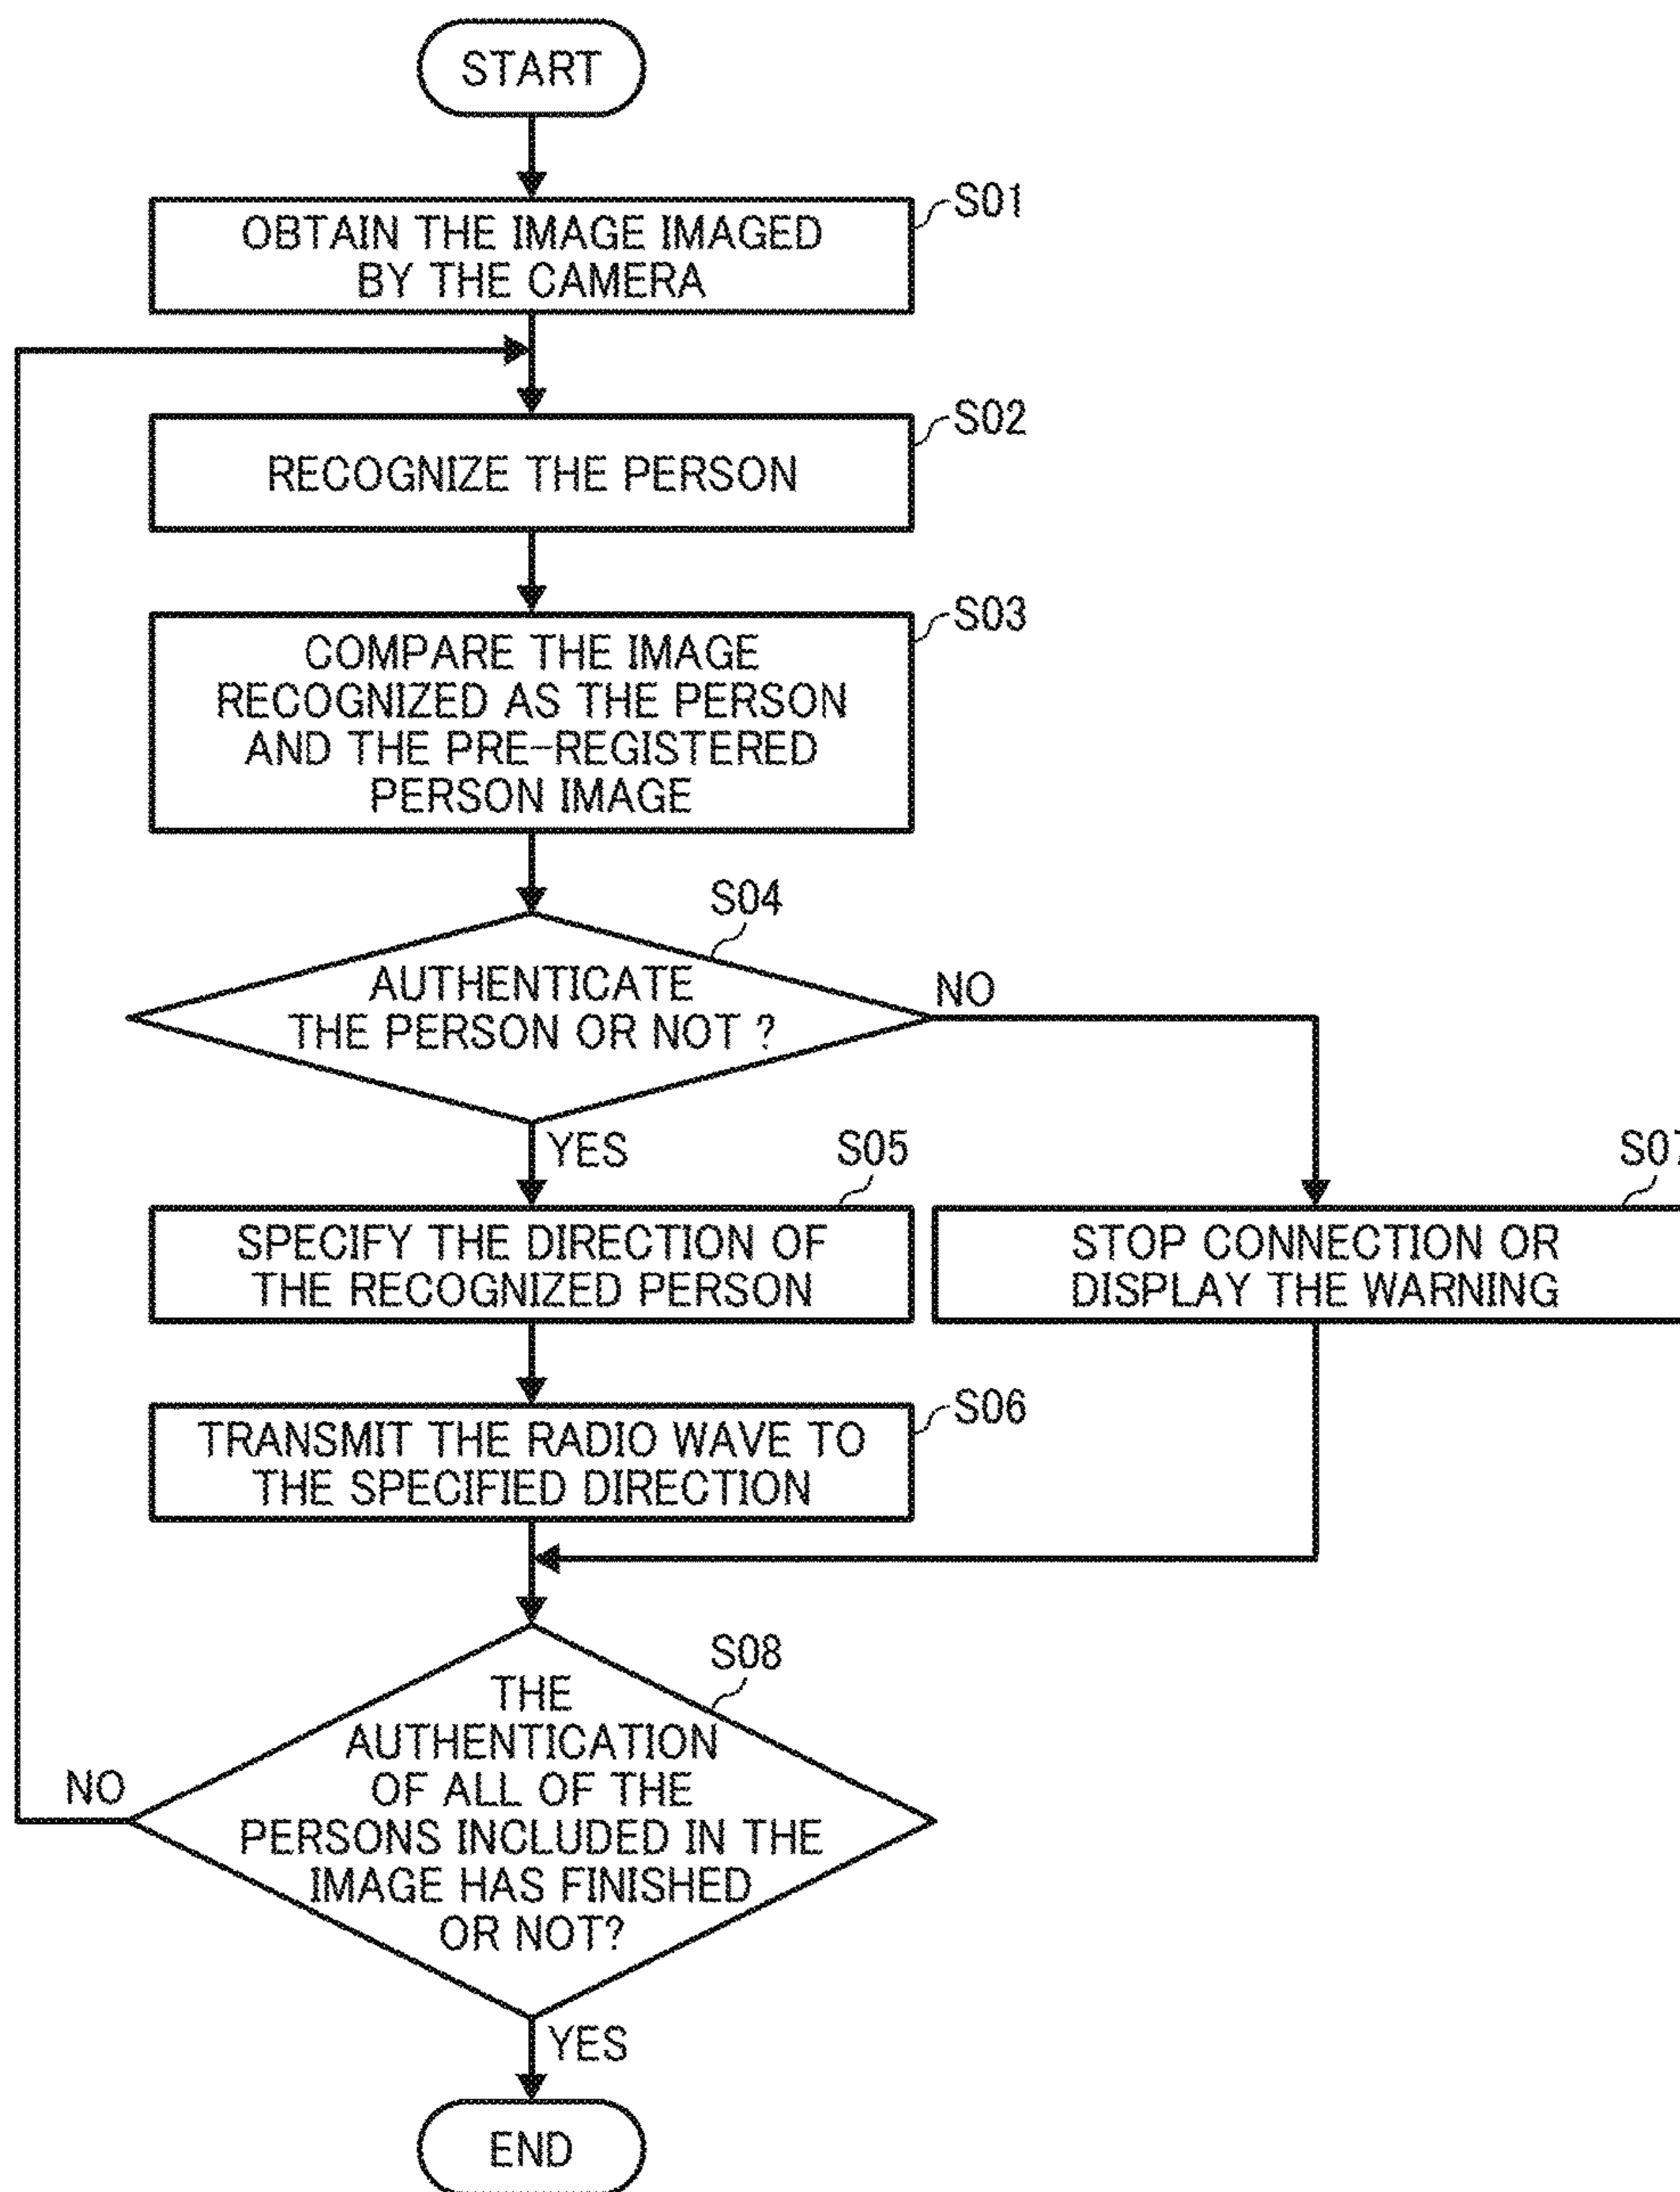 START
S01
OBTAIN THE IMAGE IMAGED
BY THE CAMERA
S02
RECOGNIZE THE PERSON
S03
COMPARE THE IMAGE
RECOGNIZED AS THE PERSON
AND THE PRE-REGISTERED
PERSON IMAGE
S04
AUTHENTICATE
THE PERSON OR NOT ?
NO
YES
S05
SPECIFY THE DIRECTION OF
THE RECOGNIZED PERSON
S07
STOP CONNECTION OR
DISPLAY THE WARNING
S06
TRANSMIT THE RADIO WAVE TO
THE SPECIFIED DIRECTION
S08
THE
AUTHENTICATION
OF ALL OF THE
PERSONS INCLUDED IN THE
IMAGE HAS FINISHED
OR NOT?
NO
YES
END